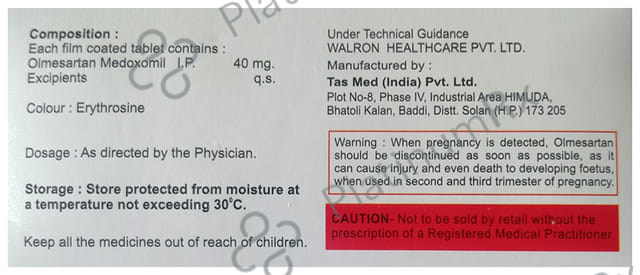 Composition :
Each film coated tablet contains :
Olmesartan Medoxomil I.P. 40 mg.
Excipients q.s.
Colour : Erythrosine
Dosage : As directed by the Physician.
Storage : Store protected from moisture at
a temperature not exceeding 30°C.
Keep all the medicines out of reach of children.
Under Technical Guidance
WALRON HEALTHCARE PVT. LTD.
Manufactured by :
Tas Med (India) Pvt. Ltd.
Plot No-8, Phase IV, Industrial Area HIMUDA,
Bhatoli Kalan, Baddi, Distt. Solan (H.P.) 173 205
Warning : When pregnancy is detected, Olmesartan
should be discontinued as soon as possible, as it
can cause injury and even death to developing foetus,
when used in second and third trimester of pregnancy.
CAUTION- Not to be sold by retail without the
prescription of a Registered Medical Practitioner.
PlatinumRx
PlatinumRx